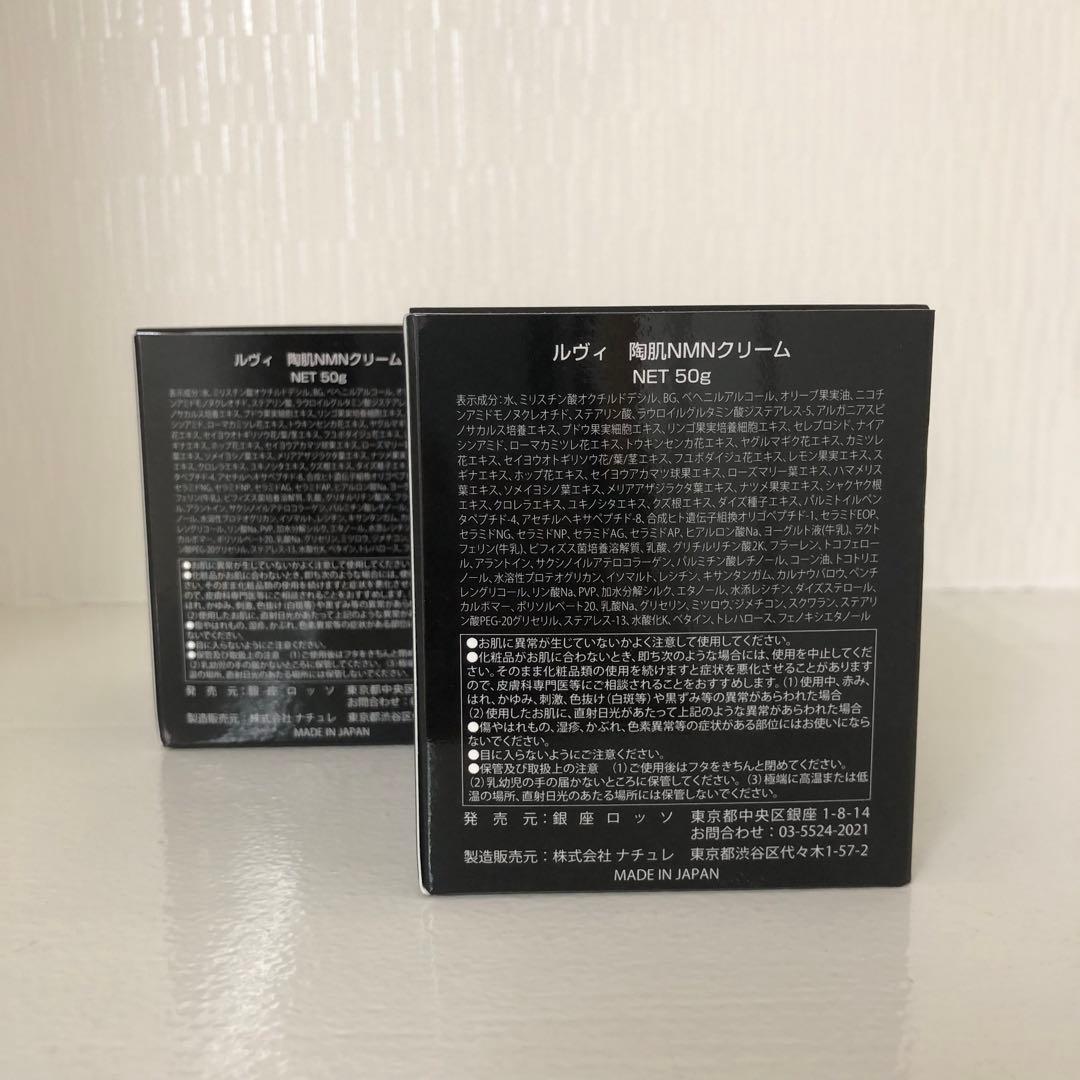 ルヴィ　陶肌NMNクリーム
NET 50g
表示成分:水、ミリスチン酸オクチルドデシル、BG、ベヘニルアルコール、オリーブ果実油、ニコチ
ンアミドモノヌクレオチド、ステアリン酸、ラウロイルグルタミン酸ジステアレス-5、アルガニアスピ
ノサカルス培養エキス、ブドウ果実細胞エキス、リンゴ果実培養細胞エキス、セレブロシド、ナイア
シンアミド、ローマカミツレ花エキス、トウキンセンカ花エキス、ヤグルマギク花エキス、カミツレ
花エキス、セイヨウオトギリソウ花/葉/茎エキス、フユボダイジュ花エキス、レモン果実エキス、ス
ギナエキス、ホップ花エキス、セイヨウアカマツ球果エキス、ローズマリー葉エキス、ハマメリス
葉エキス、ソメイヨシノ葉エキス、メリアアザジラクタ葉エキス、ナツメ果実エキス、シャクヤク根
エキス、クロレラエキス、ユキノシタエキス、クズ根エキス、ダイズ種子エキス、パルミトイルペン
タペプチド-4、アセチルヘキサペプチド-8、合成ヒト遺伝子組換オリゴペプチド-1、セラミドEOP、
セラミドNG、セラミドNP、セラミドAG、セラミドAP、ヒアルロン酸Na、ヨーグルト液(牛乳)、ラクト
フェリン(牛乳)、ビフィズス菌培養溶解質、乳酸、グリチルリチン酸2K、フラーレン、トコフェロー
ル、アラントイン、サクシノイルアテロコラーゲン、パルミチン酸レチノール、コーン油、トコトリエ
ノール、水溶性プロテオグリカン、イソマルト、レシチン、キサンタンガム、カルナウバロウ、ペンチ
レングリコール、リン酸Na、PVP、加水分解シルク、エタノール、水添レシチン、ダイズステロール、
カルボマー、ポリソルベート20、乳酸Na、グリセリン、ミツロウ、ジメチコン、スクワラン、ステアリ
ン酸PEG-20グリセリル、ステアレス-13、水酸化K、ベタイン、トレハロース、フェノキシエタノール
●お肌に異常が生じていないかよく注意して使用してください。
●化粧品がお肌に合わないとき、即ち次のような場合には、使用を中止してくだ
さい。そのまま化粧品類の使用を続けますと症状を悪化させることがあります
ので、皮膚科専門医等にご相談されることをおすすめします。(1)使用中、赤み、
はれ、かゆみ、刺激、色抜け(白斑等)や黒ずみ等の異常があらわれた場合
(2)使用したお肌に、直射日光があたって上記のような異常があらわれた場合
●傷やはれもの、湿疹、かぶれ、色素異常等の症状がある部位にはお使いになら
ないでください。
●目に入らないようにご注意ください。
●保管及び取扱上の注意　(1)ご使用後はフタをきちんと閉めてください。
(2)乳幼児の手の届かないところに保管してください。(3)極端に高温または低
温の場所、直射日光のあたる場所には保管しないでください。
発売元:銀座ロッソ　東京都中央区銀座 1-8-14
お問合わせ:03-5524-2021
製造販売元:株式会社 ナチュレ　東京都渋谷区代々木1-57-2
MADE IN JAPAN
ルヴィ　陶肌NMNクリーム
NET 50g
発売元:銀座ロッソ　東京都中央区
お問合わせ:
製造販売元:株式会社 ナチュレ　東京都渋谷区
MADE IN JAPAN